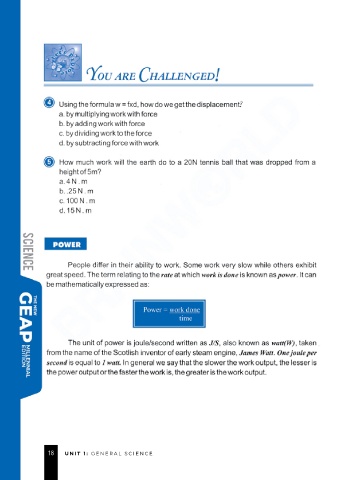 YOU ARE CHALLENGED!
4 Using the formula w = fxd, how do we get the displacement?
a. by multiplying work with force
b. by adding work with force
c. by dividing work to the force
d. by subtracting force with work
5 How much work will the earth do to a 20N tennis ball that was dropped from a
height of 5m?
a. 4 N . m
b. .25 N . m
c. 100 N . m
d. 15 N . m
SCIENCE
POWER
People differ in their ability to work. Some work very slow while others exhibit
great speed. The term relating to the rate at which work is done is known as power. It can
be mathematically expressed as:
THE NEW
GEAP
MILLENNIAL
EDITION
Power = work done
time
The unit of power is joule/second written as J/S, also known as watt(W), taken
from the name of the Scotish inventor of early steam engine, James Watt. One joule per
second is equal to 1 watt. In general we say that the slower the work output, the lesser is
the power output or the faster the work is, the greater is the work output.
18 UNIT 1: GENERAL SCIENCE